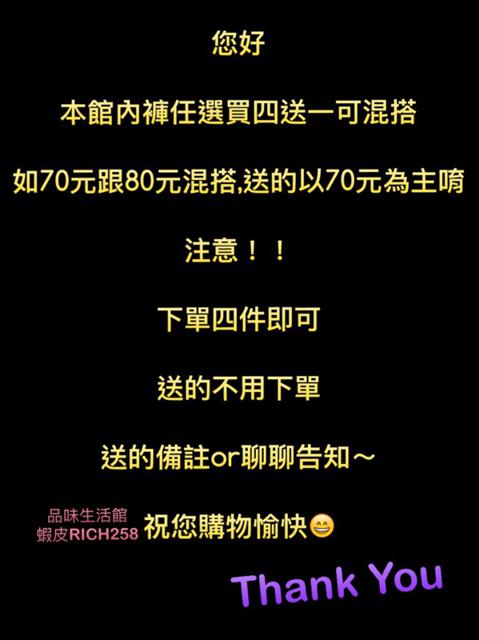 您好
本館內褲任選買四送一可混搭
如70元跟80元混搭,送的以70元為主唷
注意！！
下單四件即可
送的不用下單
送的備註or聊聊告知～
品味生活館
蝦皮RICH258
祝您購物愉快😄
Thank You